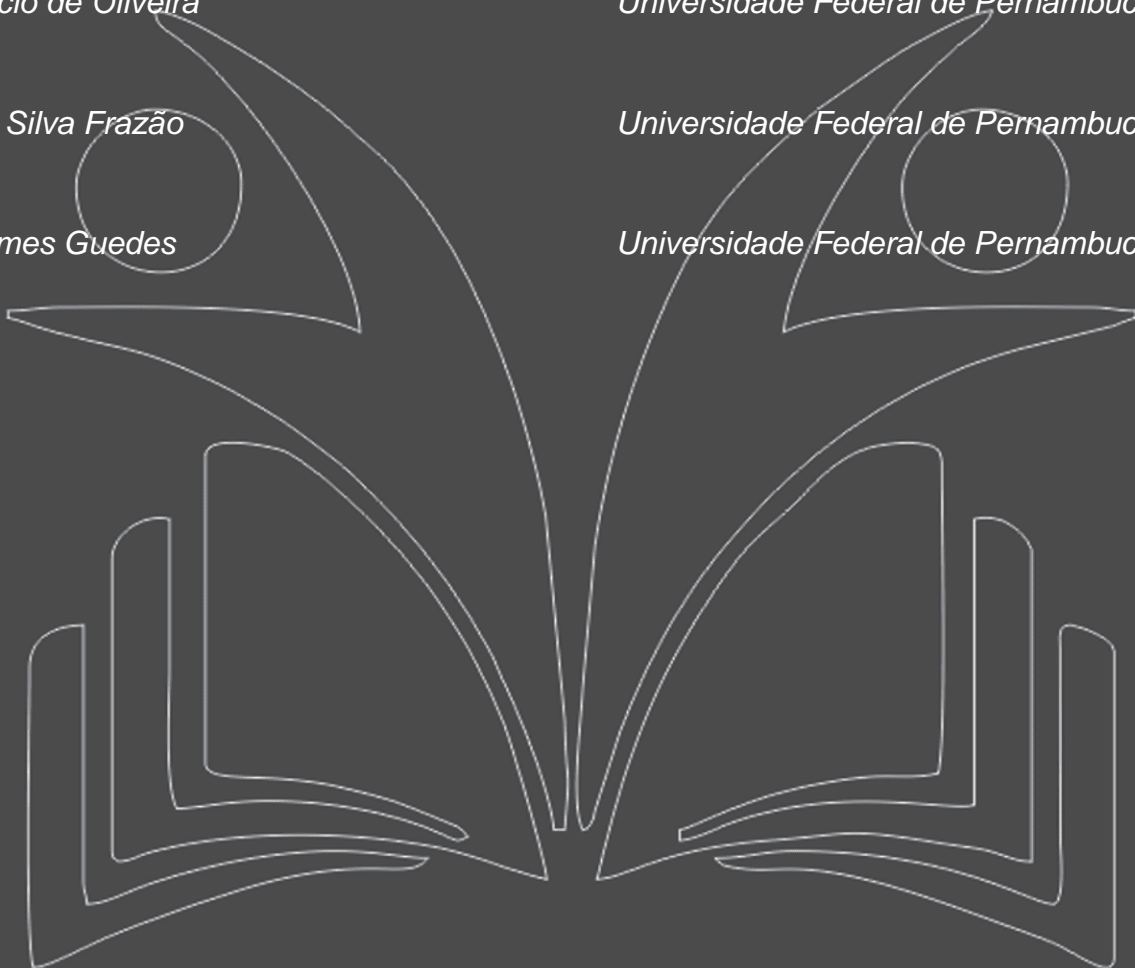 cio de Oliveira Universidade Federal de Pernambuc
Silva Frazão Universidade Federal de Pernambuc
mes Guedes Universidade Federal de Pernambuc